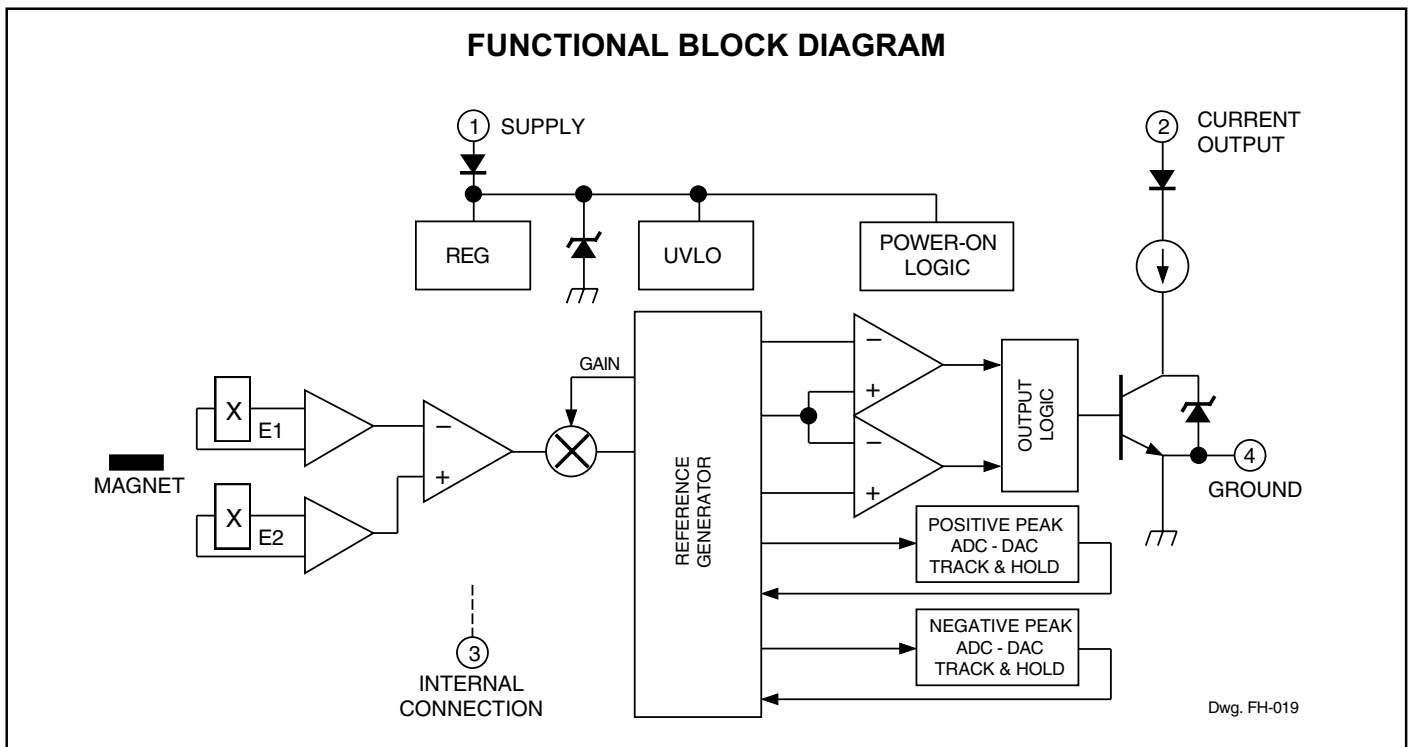 FUNCTIONAL BLOCK DIAGRAM
1 SUPPLY
2 CURRENT
OUTPUT
REG
UVLO
POWER-ON
LOGIC
GAIN
X
E1
MAGNET
X
E2
−
+
REFERENCE
GENERATOR
−
+
−
+
OUTPUT
LOGIC
4
GROUND
POSITIVE PEAK
ADC - DAC
TRACK & HOLD
NEGATIVE PEAK
ADC - DAC
TRACK & HOLD
3
INTERNAL
CONNECTION
Dwg. FH-019